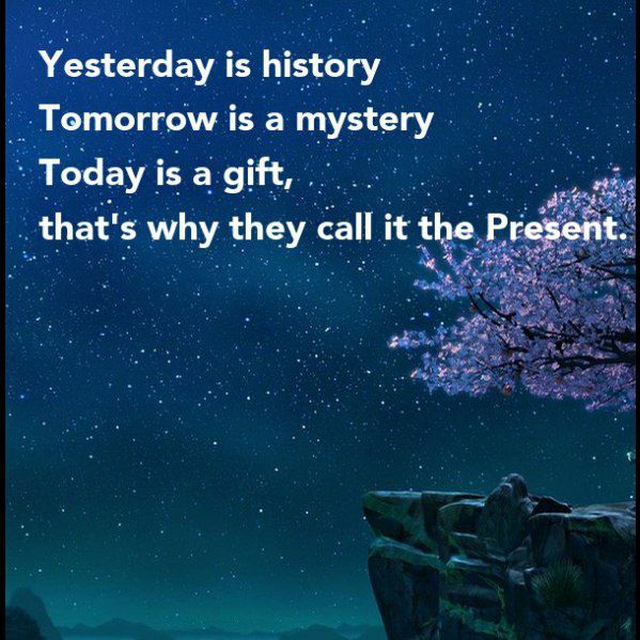 Yesterday is history
Tomorrow is a mystery
Today is a gift,
that's why they call it the Present.